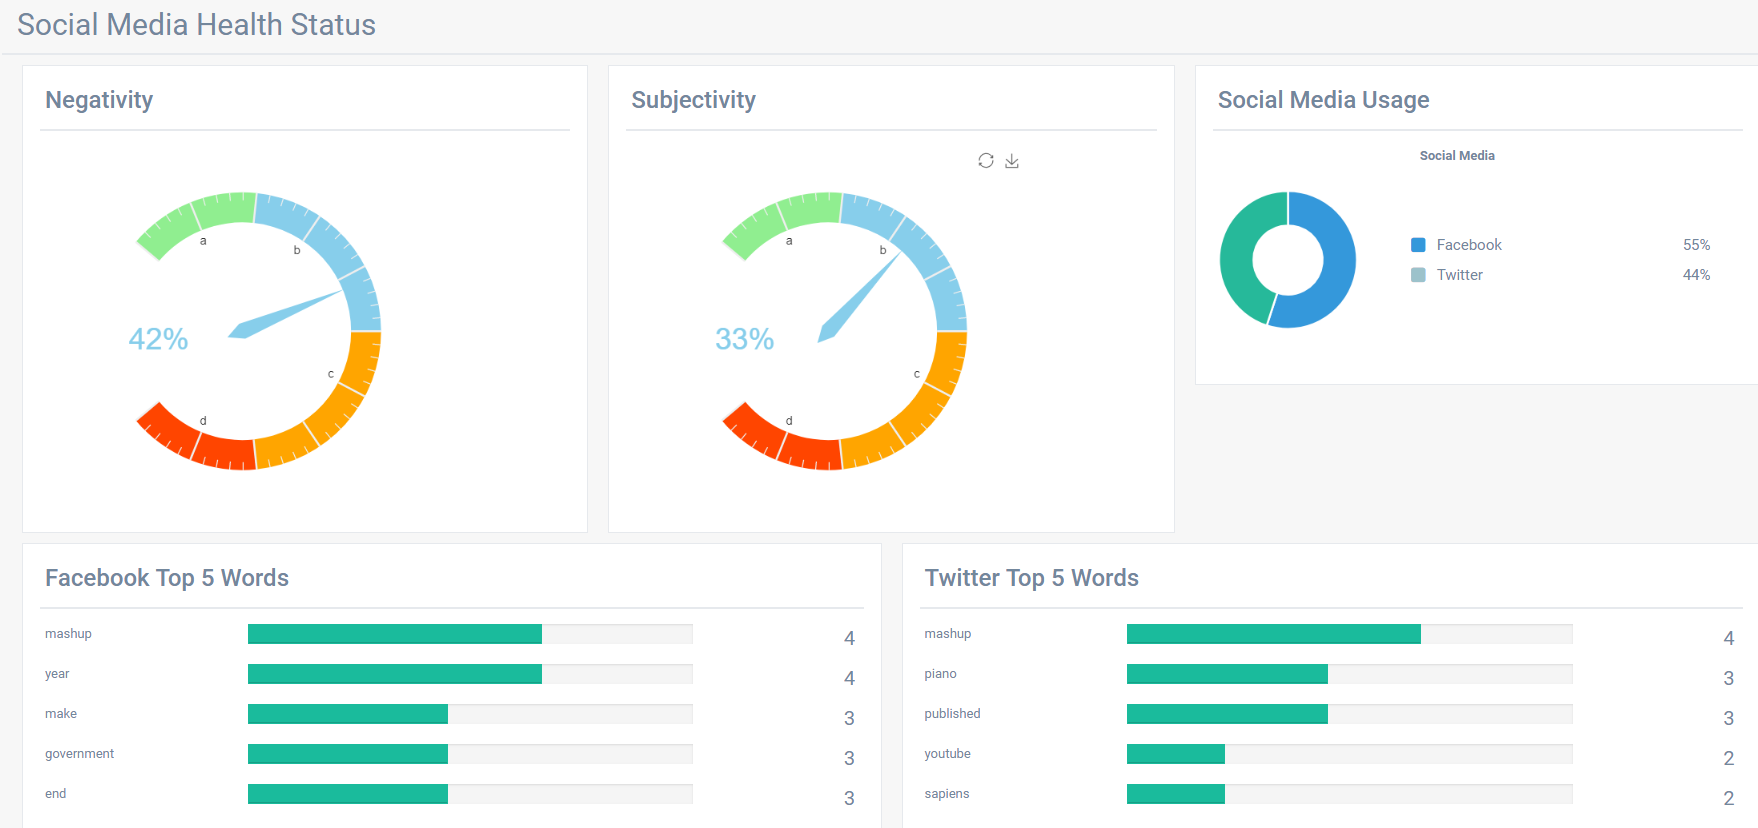 Social Media Health Status
Negativity
a
b
42%
c
d
Subjectivity
a
b
33%
c
d
Social Media Usage
Social Media
Facebook 55%
Twitter 44%
Facebook Top 5 Words
mashup 4
year 4
make 3
government 3
end 3
Twitter Top 5 Words
mashup 4
piano 3
published 3
youtube 2
sapiens 2